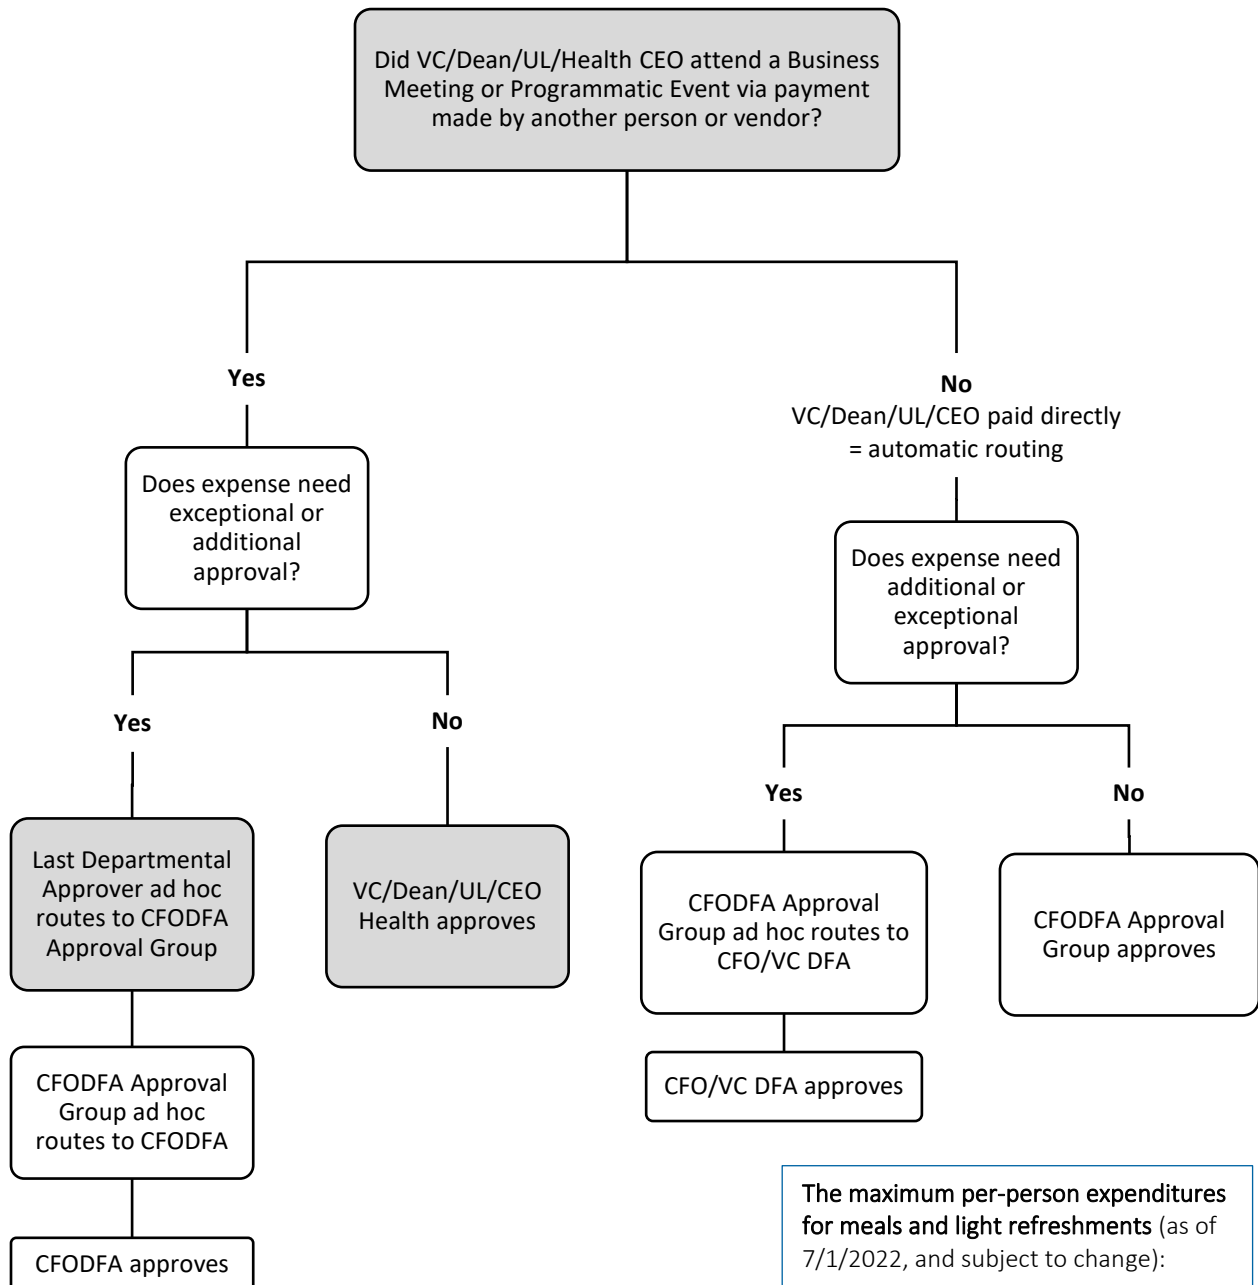 Did VC/Dean/UL/Health CEO attend a Business
Meeting or Programmatic Event via payment
made by another person or vendor?
Yes
No
VC/Dean/UL/CEO paid directly
= automatic routing
Does expense need
exceptional or
additional
approval?
Does expense need
additional or
exceptional
approval?
Yes
No
Yes
No
Last Departmental
Approver ad hoc
routes to CFODFA
Approval Group
VC/Dean/UL/CEO
Health approves
CFODFA Approval
Group ad hoc routes to
CFO/VC DFA
CFODFA Approval
Group approves
CFODFA Approval
Group ad hoc
routes to CFODFA
CFO/VC DFA approves
CFODFA approves
The maximum per-person expenditures
for meals and light refreshments (as of
7/1/2022, and subject to change):